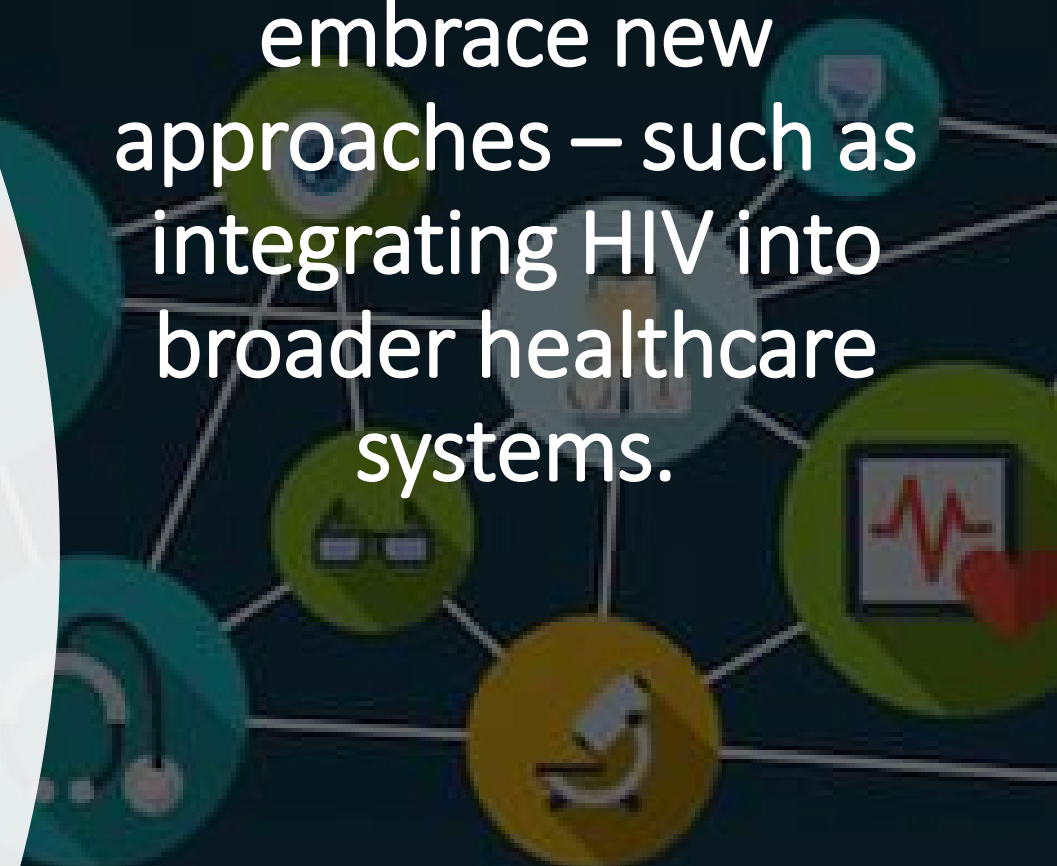 embrace new
approaches – such as
integrating HIV into
broader healthcare
systems.